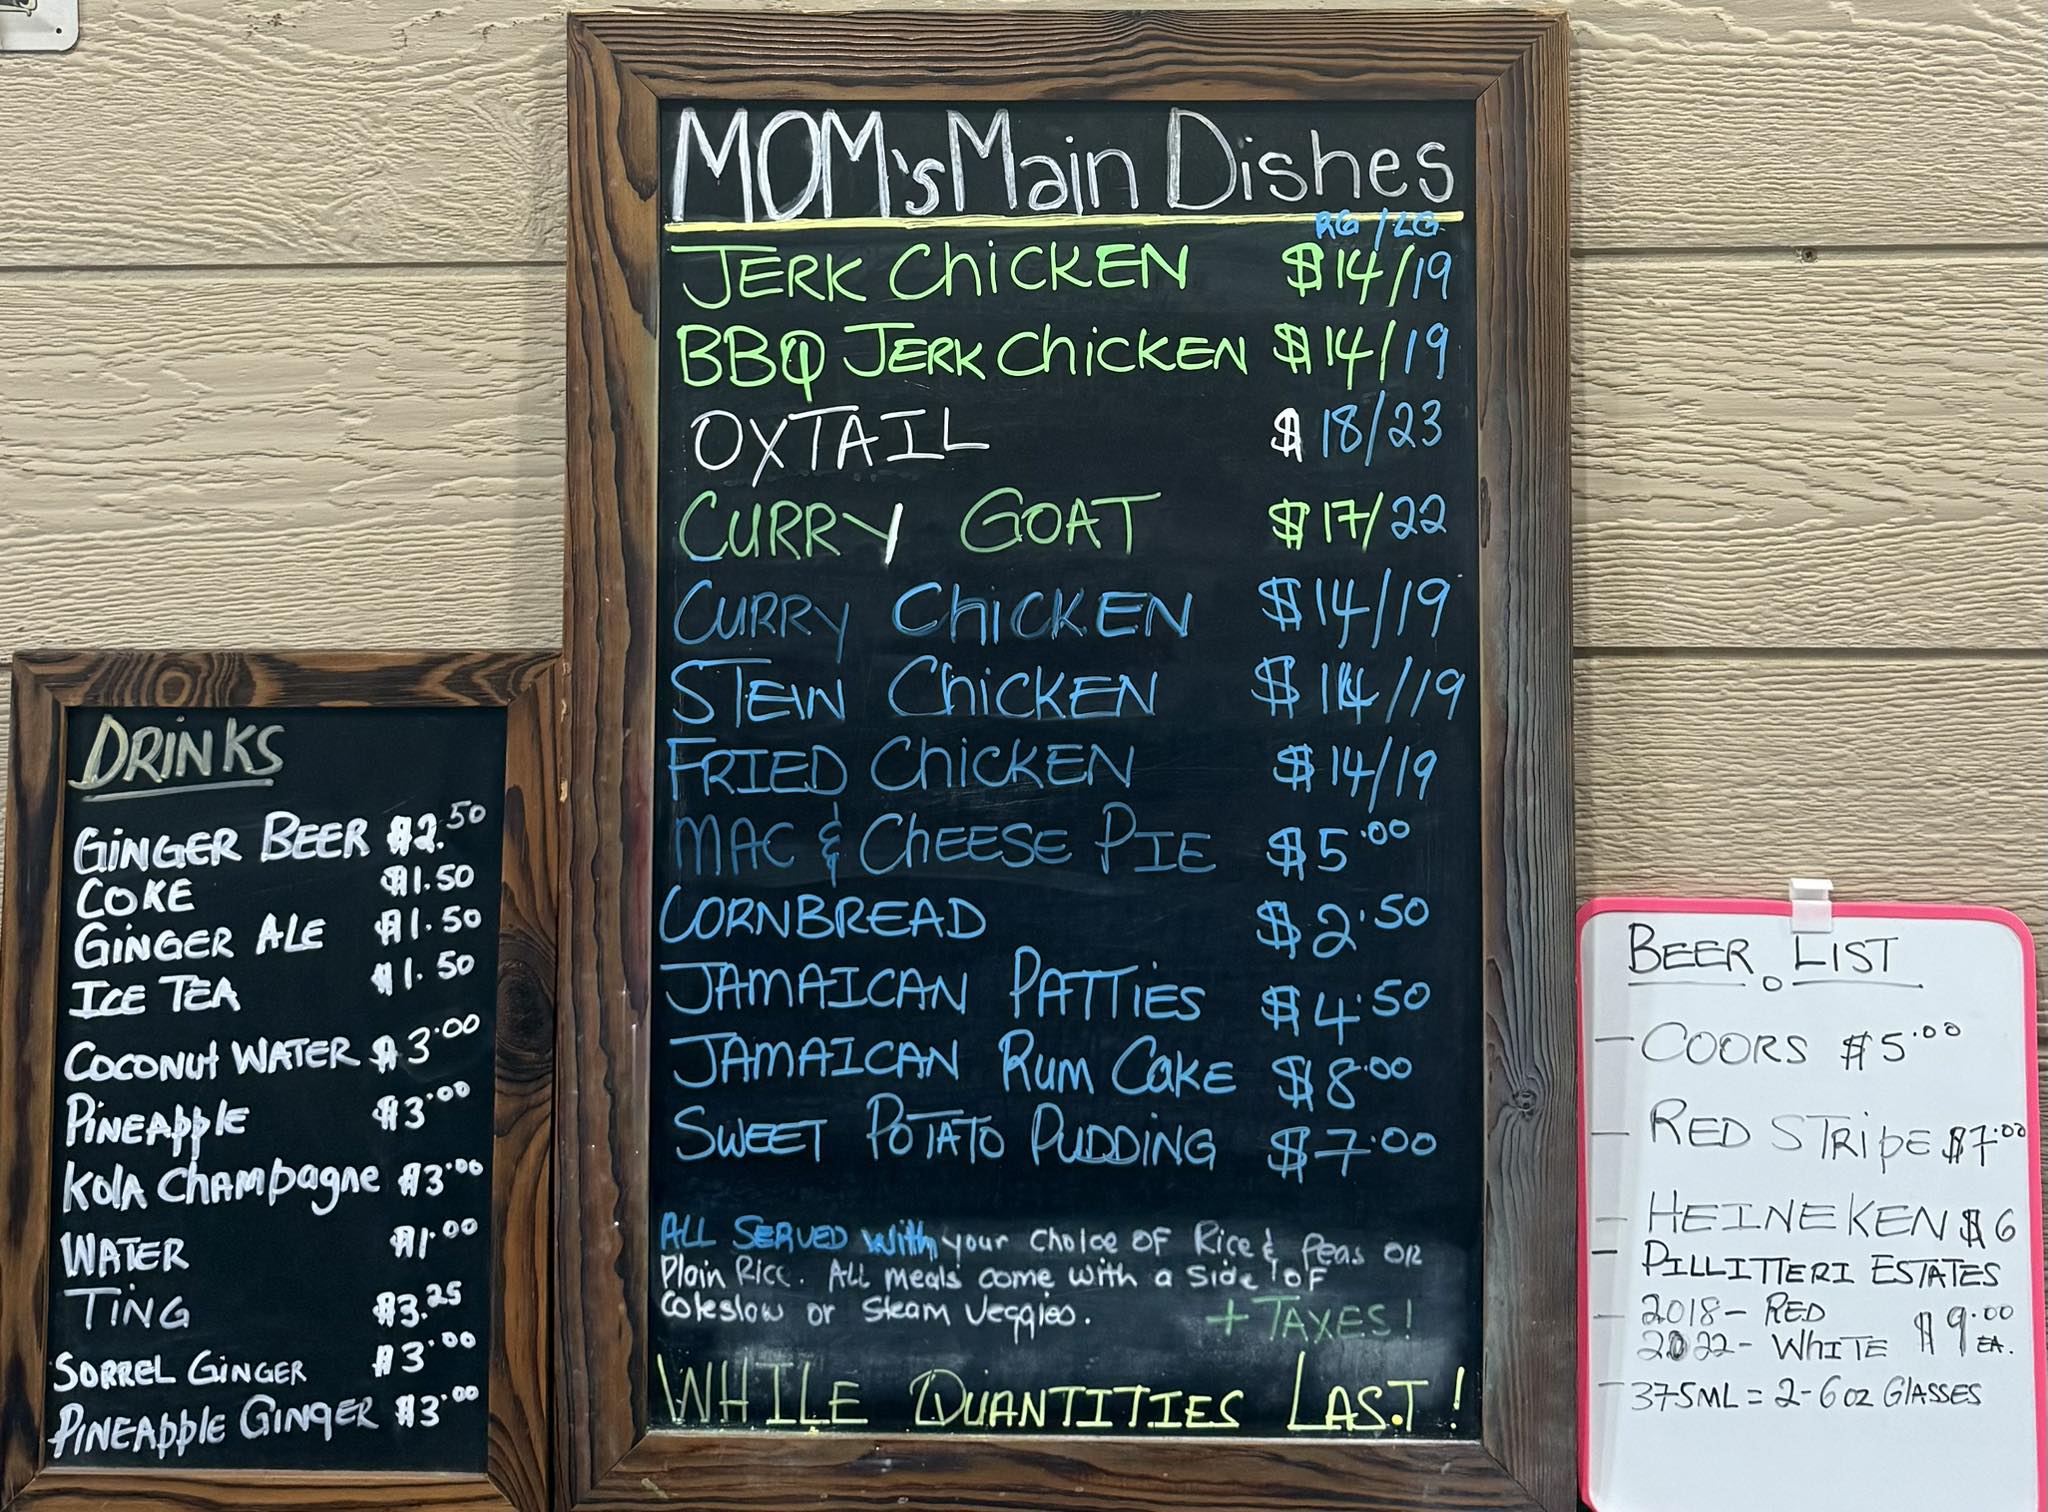 MOM's Main Dishes
RG / LG
JERK ChiCKEN $14/19
BBQ JERK ChiCKEN $14/19
OXTAIL $18/23
CURRY GOAT $17/22
CURRY ChiCKEN $14/19
STEW ChiCKEN $14/19
FRIED ChiCKEN $14/19
MAC & ChEESE PIE $5.00
CORNBREAD $2.50
JAMAICAN PATTiES $4.50
JAMAICAN Rum CaKE $8.00
SWEET POTATO PUDDING $7.00
ALL SERVED With your choice OF Rice & Peas OR
Plain Rice. All meals come with a side OF
Coleslow or Steam Veggies.
+ TAXES!
WHILE QUANTITIES LAST!
DRiNKS
GiNGER BEER $2.50
COKE $1.50
GINGER ALE $1.50
ICE TEA $1.50
COCONUt WATER $3.00
PiNEApplE $3.00
KOlA ChAmpagne $3.00
WATER $1.00
TiNG $3.25
SORREL GiNGER $3.00
PiNEApplE GiNgER $3.00
BEER LIST
- COORS $5.00
- RED STRipE $7.00
- HEINEKEN $6
- PILLITTERI ESTATES
- 2018 - RED
2022 - WHITE $9.00 EA.
- 375ML = 2-6oz GLASSES